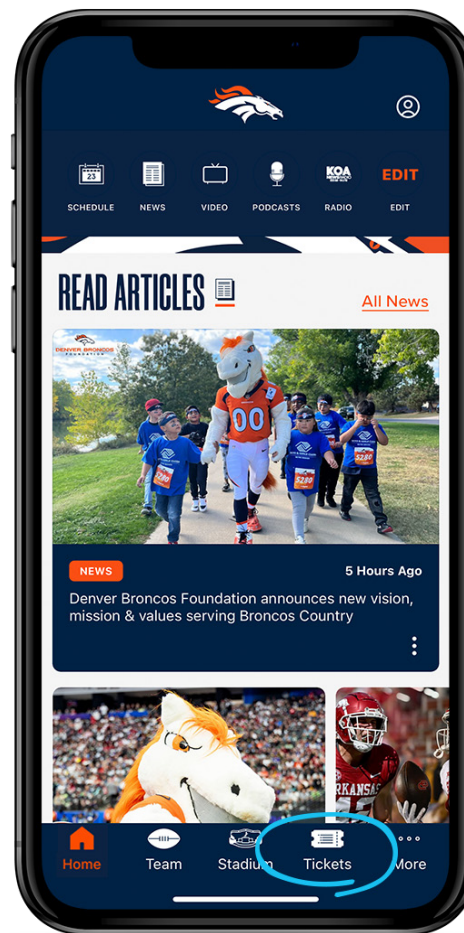 23
SCHEDULE
NEWS
VIDEO
PODCASTS
KOA
RADIO
EDIT
EDIT
READ ARTICLES
All News
DENVER BRONCOS
FOUNDATION
00
5280
5280
5280
NEWS
5 Hours Ago
Denver Broncos Foundation announces new vision,
mission & values serving Broncos Country
ARKANSAS
Home
Team
Stadium
Tickets
More